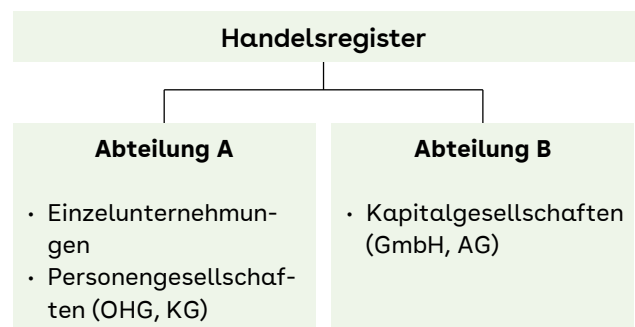 Handelsregister
Abteilung A
· Einzelunternehmun-
gen
· Personengesellschaf-
ten (OHG, KG)
Abteilung B
· Kapitalgesellschaften
(GmbH, AG)